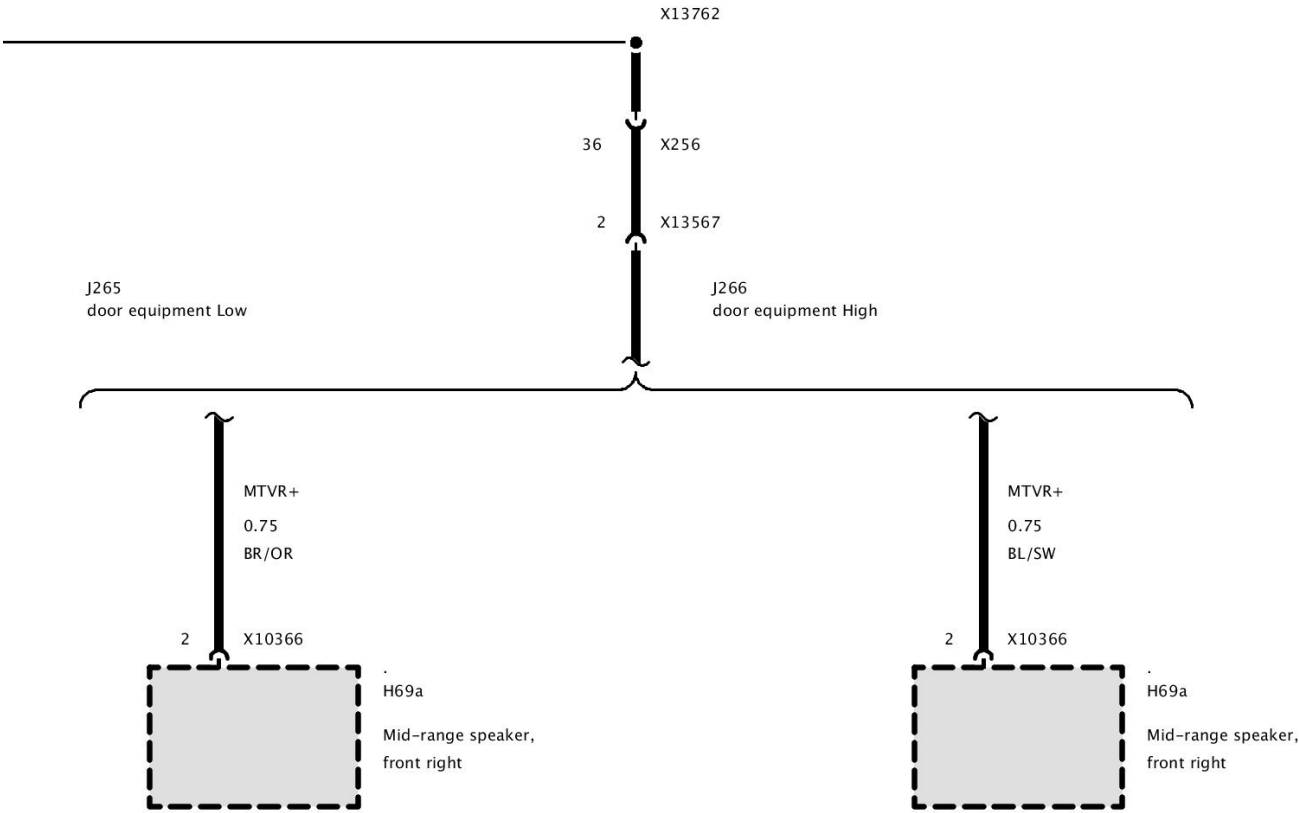 X13762
36 X256
2 X13567
J265
door equipment Low
J266
door equipment High
MTVR+
0.75
BR/OR
2 X10366
.
H69a
Mid-range speaker,
front right
MTVR+
0.75
BL/SW
2 X10366
.
H69a
Mid-range speaker,
front right